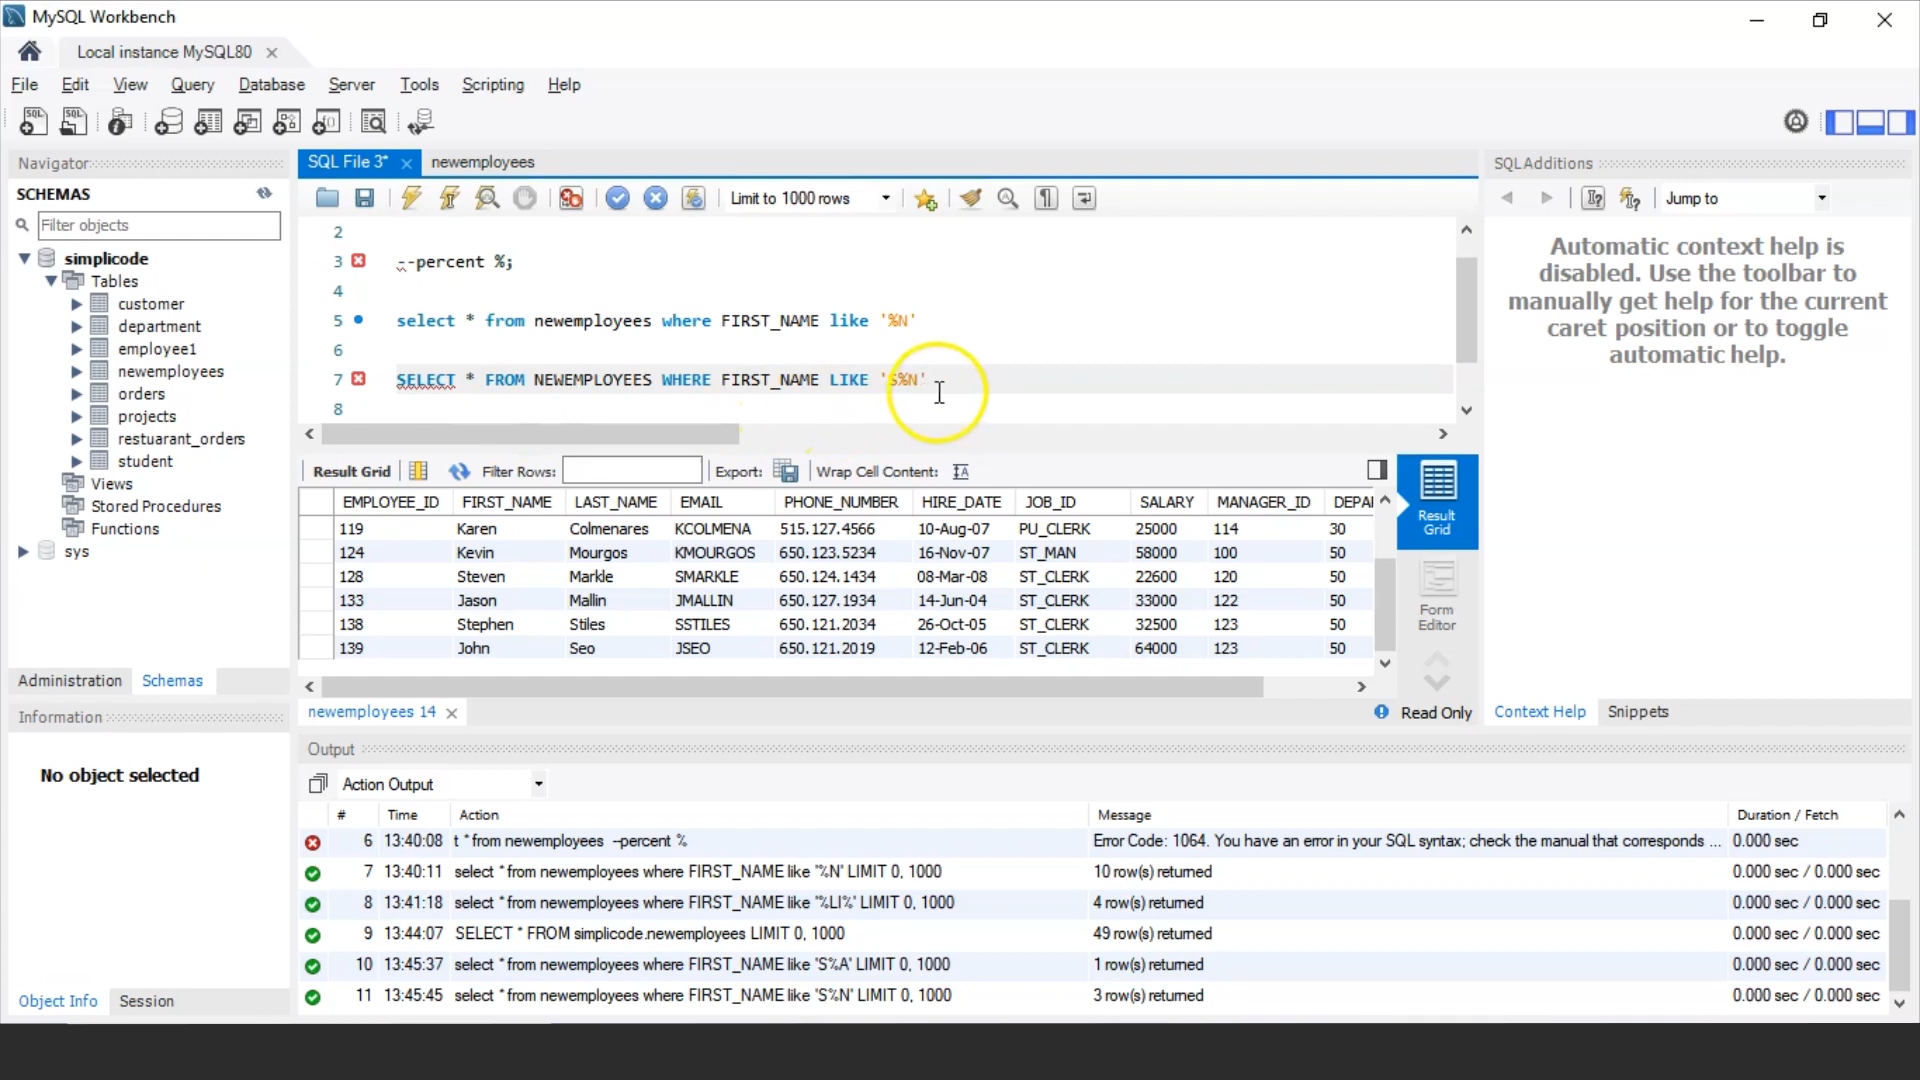 MySQL Workbench
Local instance MySQL80
File Edit View Query Database Server Tools Scripting Help
Navigator
SCHEMAS
Filter objects
simplicode
Tables
customer
department
employee1
newemployees
orders
projects
restuarant_orders
student
Views
Stored Procedures
Functions
sys
Administration Schemas
Information
No object selected
Object Info Session
SQL File 3* newemployees
Limit to 1000 rows
2
3 --percent %;
4
5 select * from newemployees where FIRST_NAME like '%N'
6
7 SELECT * FROM NEWEMPLOYEES WHERE FIRST_NAME LIKE 'S%N'
8
Result Grid Filter Rows: Export: Wrap Cell Content:
EMPLOYEE_ID FIRST_NAME LAST_NAME EMAIL PHONE_NUMBER HIRE_DATE JOB_ID SALARY MANAGER_ID DEPAI
119 Karen Colmenares KCOLMENA 515.127.4566 10-Aug-07 PU_CLERK 25000 114 30
124 Kevin Mourgos KMOURGOS 650.123.5234 16-Nov-07 ST_MAN 58000 100 50
128 Steven Markle SMARKLE 650.124.1434 08-Mar-08 ST_CLERK 22600 120 50
133 Jason Mallin JMALLIN 650.127.1934 14-Jun-04 ST_CLERK 33000 122 50
138 Stephen Stiles SSTILES 650.121.2034 26-Oct-05 ST_CLERK 32500 123 50
139 John Seo JSEO 650.121.2019 12-Feb-06 ST_CLERK 64000 123 50
Result
Grid
Form
Editor
newemployees 14
Read Only
SQLAdditions
Jump to
Automatic context help is
disabled. Use the toolbar to
manually get help for the current
caret position or to toggle
automatic help.
Context Help Snippets
Output
Action Output
# Time Action Message Duration / Fetch
6 13:40:08 t * from newemployees --percent % Error Code: 1064. You have an error in your SQL syntax; check the manual that corresponds ... 0.000 sec
7 13:40:11 select * from newemployees where FIRST_NAME like '%N' LIMIT 0, 1000 10 row(s) returned 0.000 sec / 0.000 sec
8 13:41:18 select * from newemployees where FIRST_NAME like '%LI%' LIMIT 0, 1000 4 row(s) returned 0.000 sec / 0.000 sec
9 13:44:07 SELECT * FROM simplicode.newemployees LIMIT 0, 1000 49 row(s) returned 0.000 sec / 0.000 sec
10 13:45:37 select * from newemployees where FIRST_NAME like 'S%A' LIMIT 0, 1000 1 row(s) returned 0.000 sec / 0.000 sec
11 13:45:45 select * from newemployees where FIRST_NAME like 'S%N' LIMIT 0, 1000 3 row(s) returned 0.000 sec / 0.000 sec